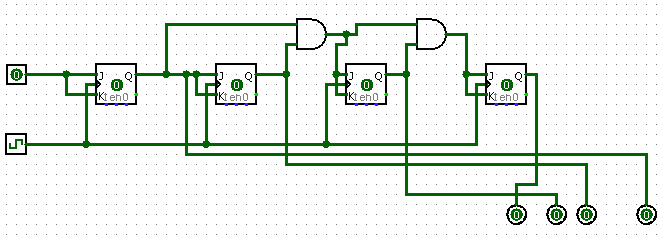 J Q J Q J Q J Q
0 0 0 0 0
K en0 K en0 K en0 K en0
0 0 0 0